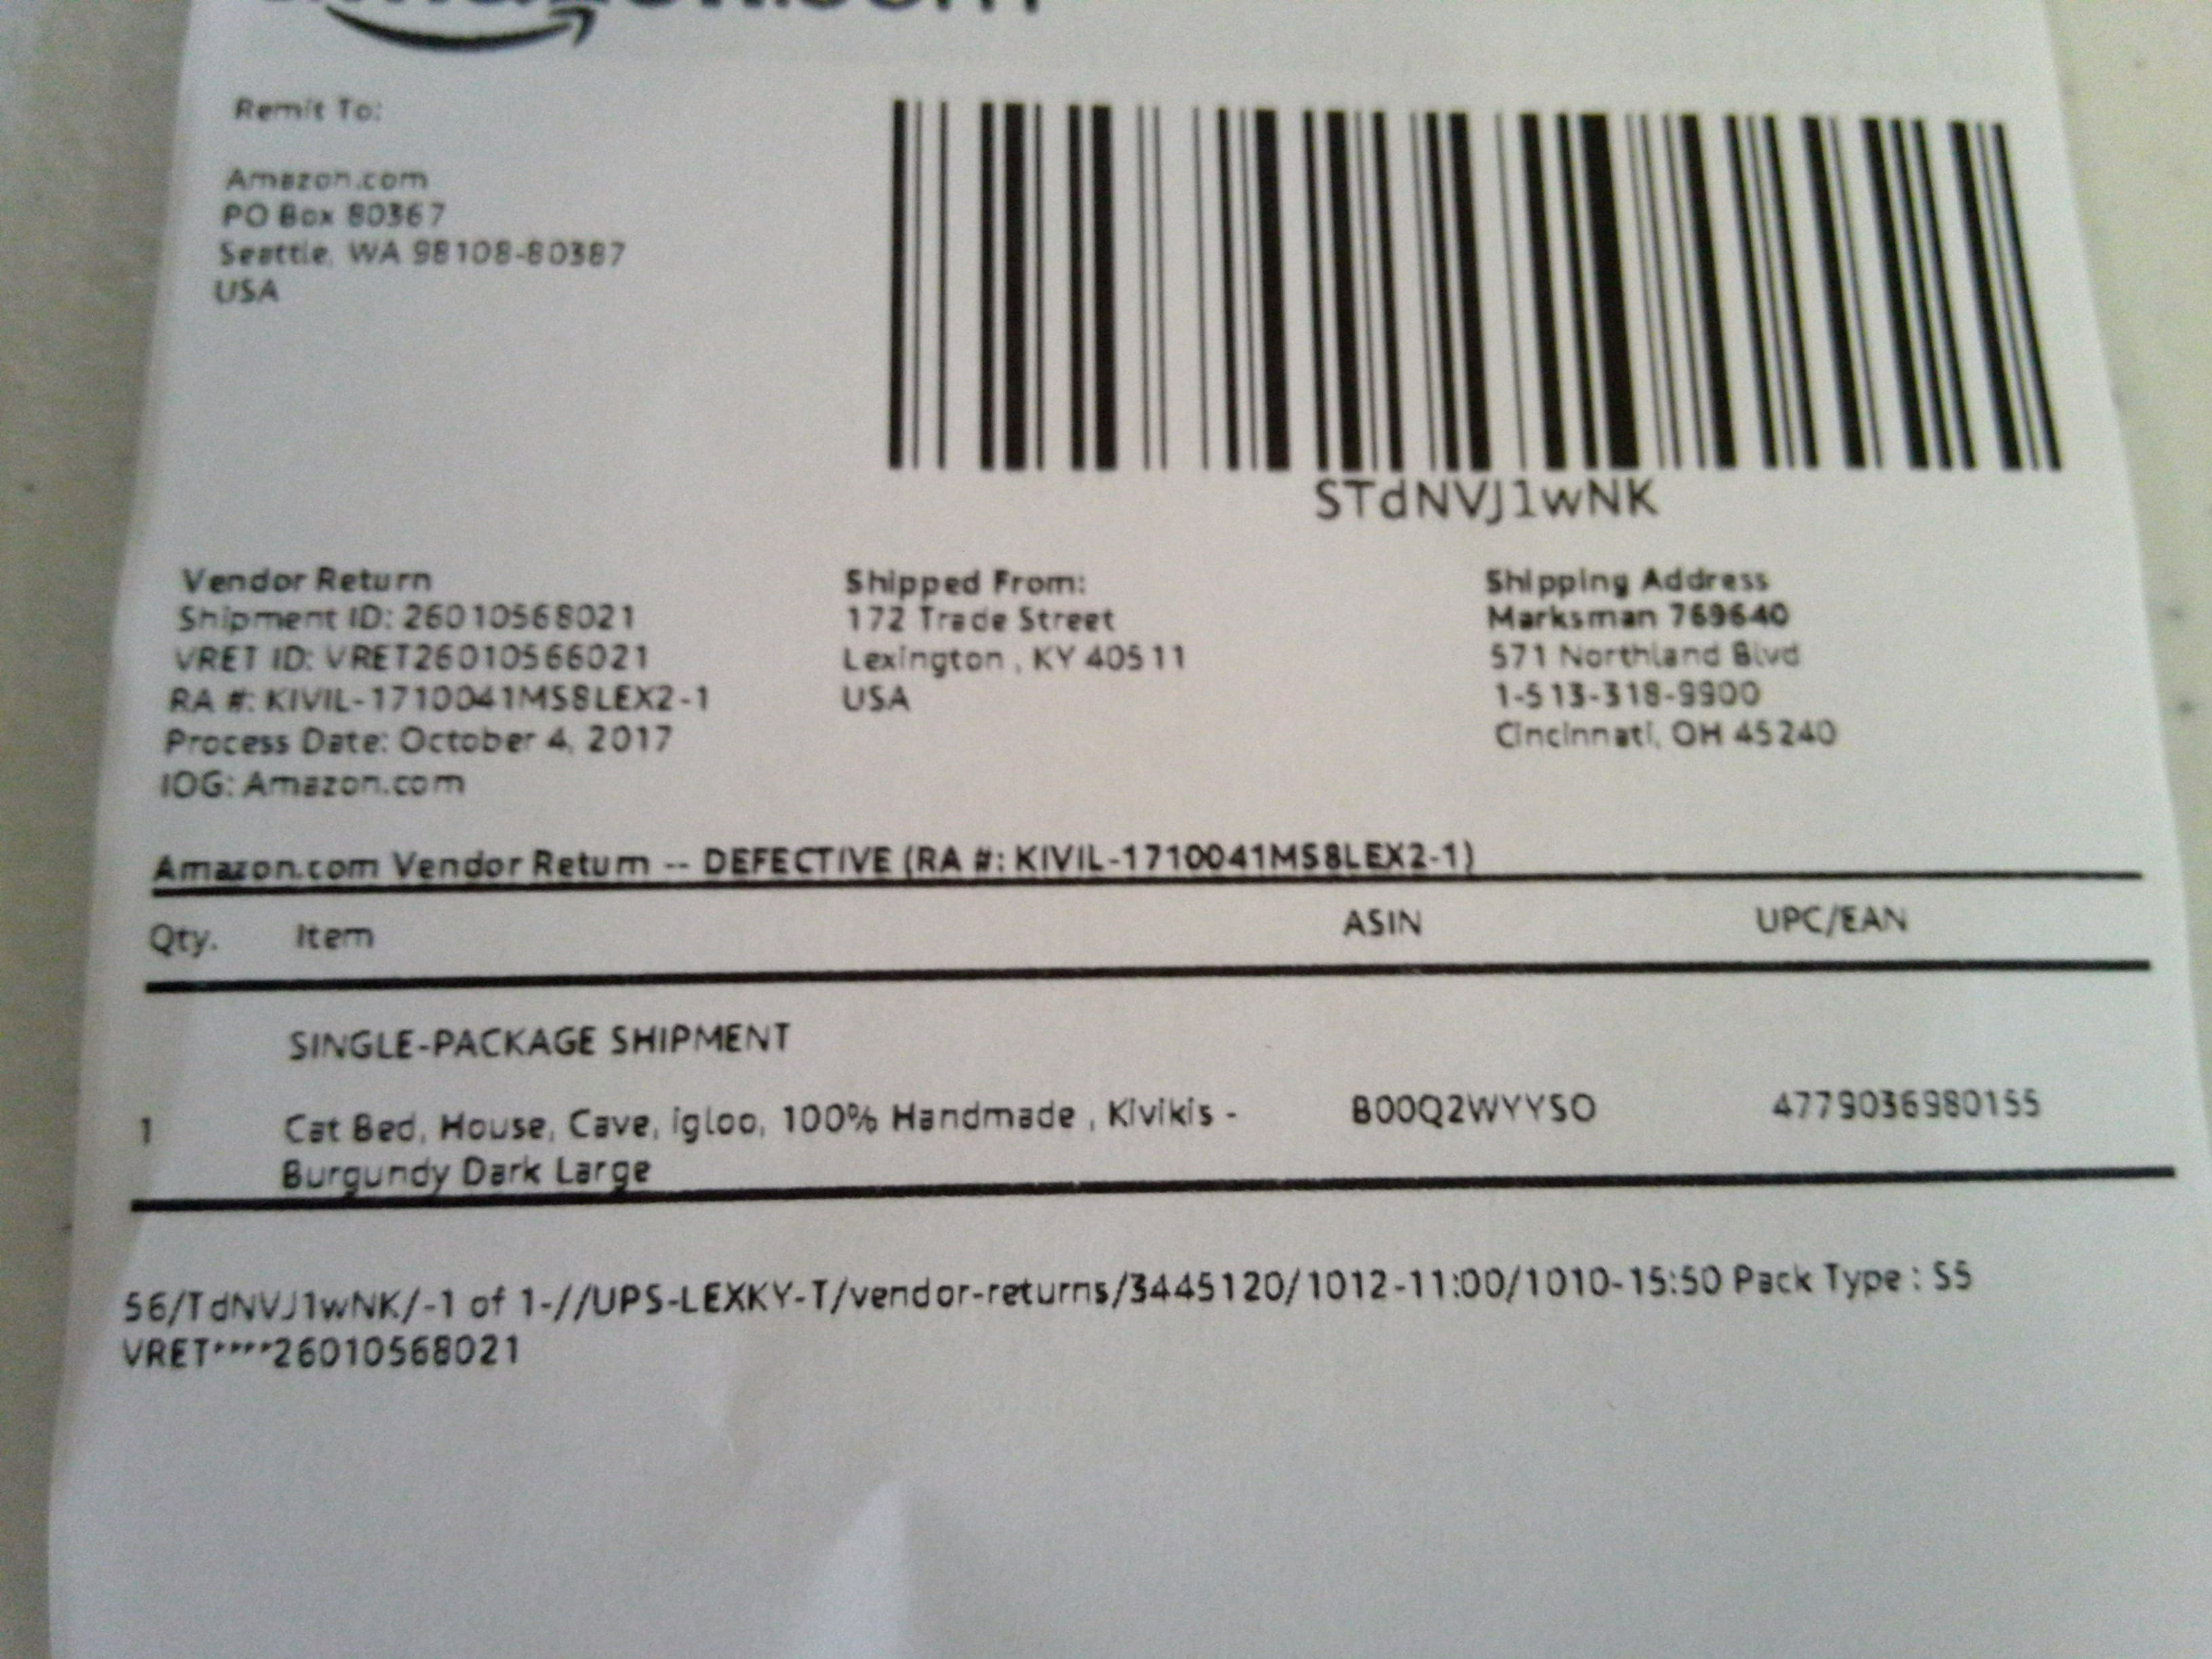 Remit To:
Amazon.com
PO Box 80367
Seattle, WA 98108-80387
USA
STdNVJ1wNK
Vendor Return
Shipment ID: 26010568021
VRET ID: VRET26010566021
RA #: KIVIL-1710041MS8LEX2-1
Process Date: October 4, 2017
IOG: Amazon.com
Shipped From:
172 Trade Street
Lexington , KY 40511
USA
Shipping Address
Marksman 769640
571 Northland Blvd
1-513-318-9900
Cincinnati, OH 45240
Amazon.com Vendor Return -- DEFECTIVE (RA #: KIVIL-1710041MS8LEX2-1)
Qty. Item ASIN UPC/EAN
SINGLE-PACKAGE SHIPMENT
1 Cat Bed, House, Cave, igloo, 100% Handmade , Kivikis - B00Q2WYYSO 4779036980155
Burgundy Dark Large
56/TdNVJ1wNK/-1 of 1-//UPS-LEXKY-T/vendor-returns/3445120/1012-11:00/1010-15:50 Pack Type : S5
VRET****26010568021